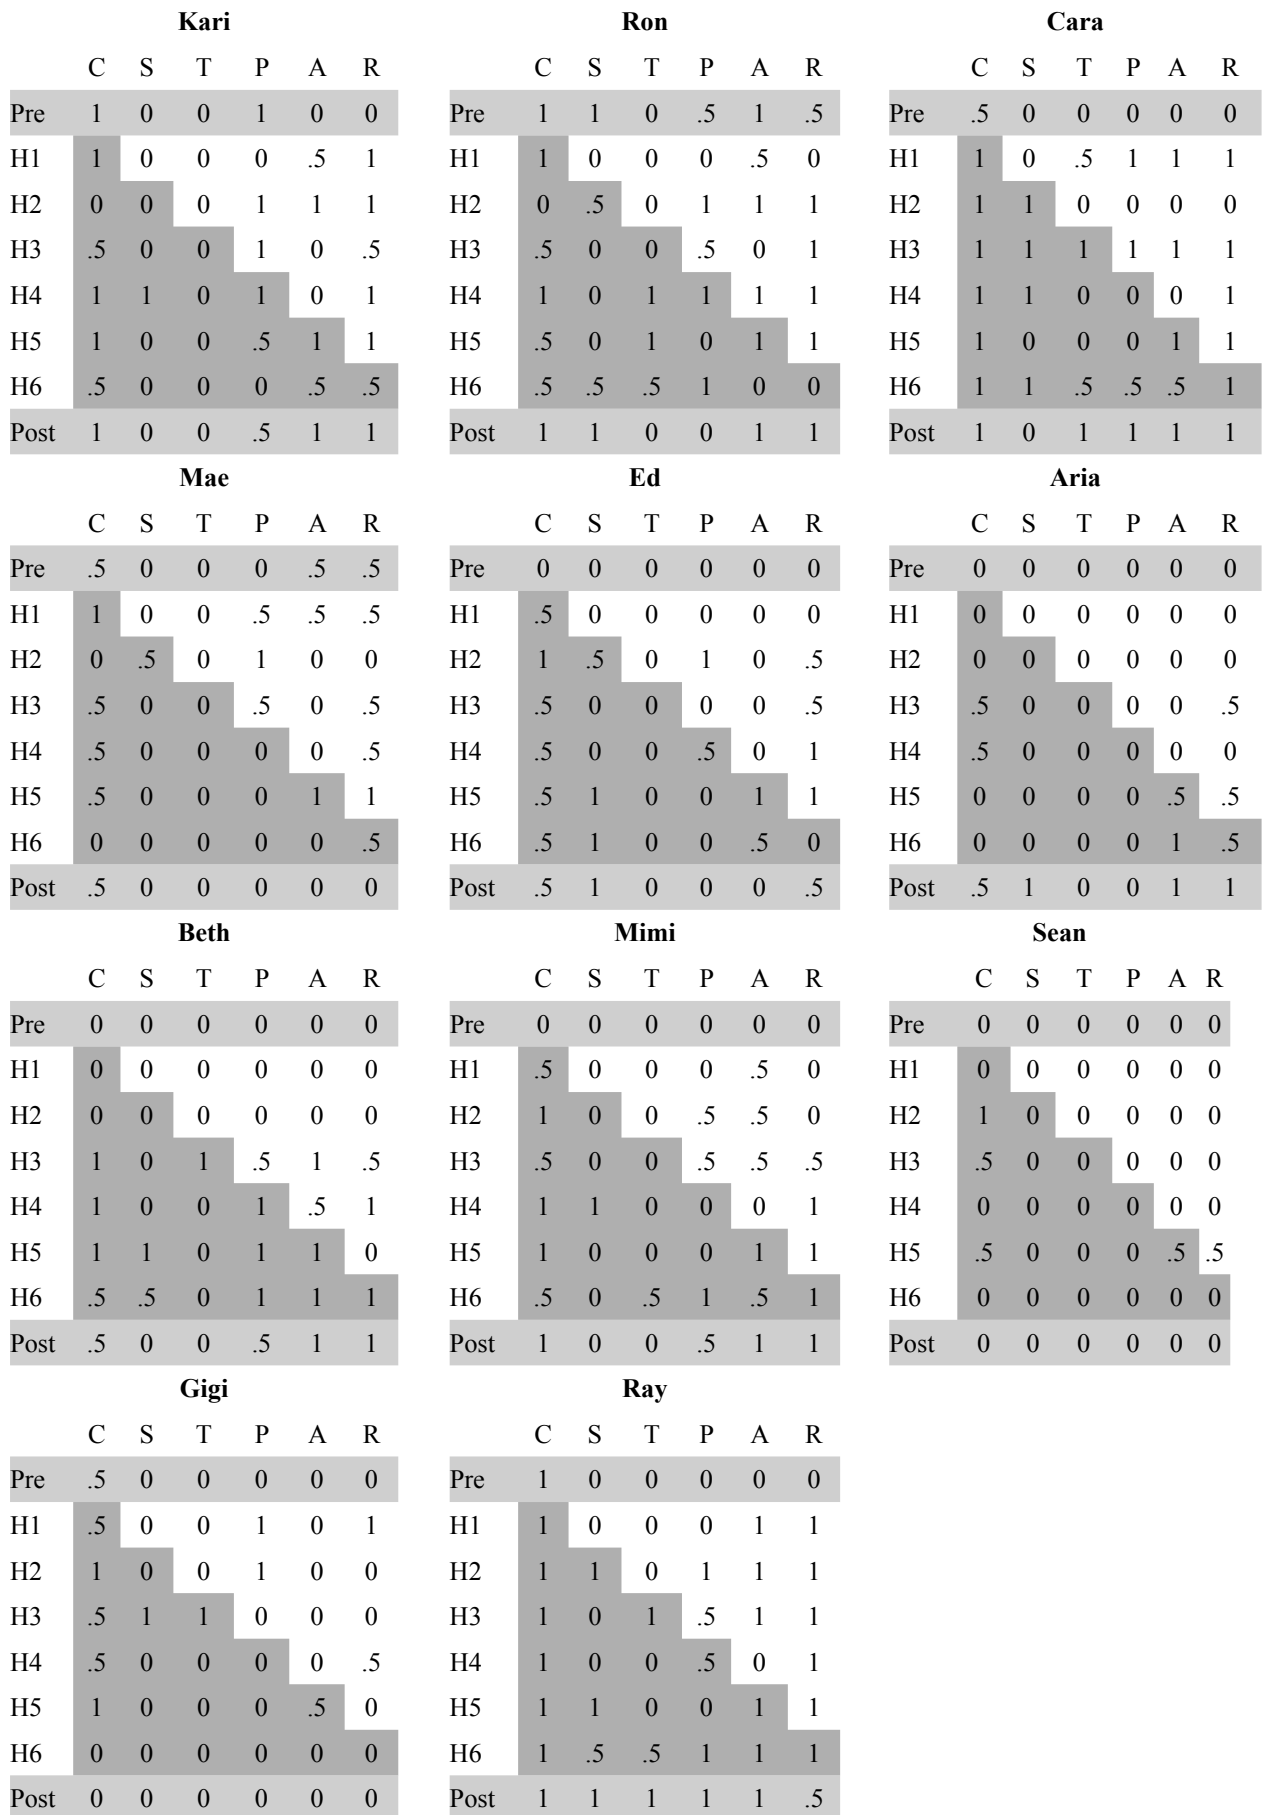 Kari Ron Cara
C S T P A R C S T P A R C S T P A R
Pre 1 0 0 1 0 0 Pre 1 1 0 .5 1 .5 Pre .5 0 0 0 0 0
H1 1 0 0 0 .5 1 H1 1 0 0 0 .5 0 H1 1 0 .5 1 1 1
H2 0 0 0 1 1 1 H2 0 .5 0 1 1 1 H2 1 1 0 0 0 0
H3 .5 0 0 1 0 .5 H3 .5 0 0 .5 0 1 H3 1 1 1 1 1 1
H4 1 1 0 1 0 1 H4 1 0 1 1 1 1 H4 1 1 0 0 0 1
H5 1 0 0 .5 1 1 H5 .5 0 1 0 1 1 H5 1 0 0 0 1 1
H6 .5 0 0 0 .5 .5 H6 .5 .5 .5 1 0 0 H6 1 1 .5 .5 .5 1
Post 1 0 0 .5 1 1 Post 1 1 0 0 1 1 Post 1 0 1 1 1 1
Mae Ed Aria
C S T P A R C S T P A R C S T P A R
Pre .5 0 0 0 .5 .5 Pre 0 0 0 0 0 0 Pre 0 0 0 0 0 0
H1 1 0 0 .5 .5 .5 H1 .5 0 0 0 0 0 H1 0 0 0 0 0 0
H2 0 .5 0 1 0 0 H2 1 .5 0 1 0 .5 H2 0 0 0 0 0 0
H3 .5 0 0 .5 0 .5 H3 .5 0 0 0 0 .5 H3 .5 0 0 0 0 .5
H4 .5 0 0 0 0 .5 H4 .5 0 0 .5 0 1 H4 .5 0 0 0 0 0
H5 .5 0 0 0 1 1 H5 .5 1 0 0 1 1 H5 0 0 0 0 .5 .5
H6 0 0 0 0 0 .5 H6 .5 1 0 0 .5 0 H6 0 0 0 0 1 .5
Post .5 0 0 0 0 0 Post .5 1 0 0 0 .5 Post .5 1 0 0 1 1
Beth Mimi Sean
C S T P A R C S T P A R C S T P A R
Pre 0 0 0 0 0 0 Pre 0 0 0 0 0 0 Pre 0 0 0 0 0 0
H1 0 0 0 0 0 0 H1 .5 0 0 0 .5 0 H1 0 0 0 0 0 0
H2 0 0 0 0 0 0 H2 1 0 0 .5 .5 0 H2 1 0 0 0 0 0
H3 1 0 1 .5 1 .5 H3 .5 0 0 .5 .5 .5 H3 .5 0 0 0 0 0
H4 1 0 0 1 .5 1 H4 1 1 0 0 0 1 H4 0 0 0 0 0 0
H5 1 1 0 1 1 0 H5 1 0 0 0 1 1 H5 .5 0 0 0 .5 .5
H6 .5 .5 0 1 1 1 H6 .5 0 .5 1 .5 1 H6 0 0 0 0 0 0
Post .5 0 0 .5 1 1 Post 1 0 0 .5 1 1 Post 0 0 0 0 0 0
Gigi Ray
C S T P A R C S T P A R
Pre .5 0 0 0 0 0 Pre 1 0 0 0 0 0
H1 .5 0 0 1 0 1 H1 1 0 0 0 1 1
H2 1 0 0 1 0 0 H2 1 1 0 1 1 1
H3 .5 1 1 0 0 0 H3 1 0 1 .5 1 1
H4 .5 0 0 0 0 .5 H4 1 0 0 .5 0 1
H5 1 0 0 0 .5 0 H5 1 1 0 0 1 1
H6 0 0 0 0 0 0 H6 1 .5 .5 1 1 1
Post 0 0 0 0 0 0 Post 1 1 1 1 1 .5